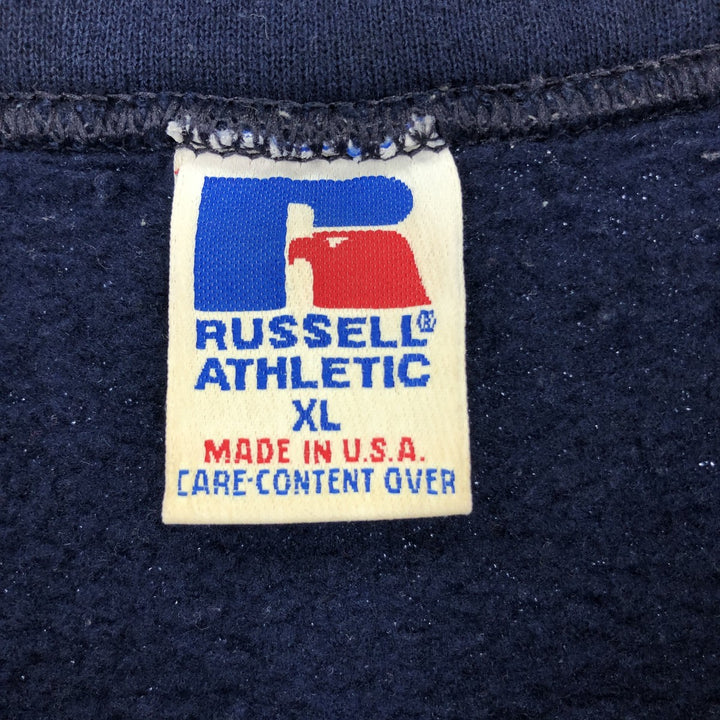 RUSSELL®
ATHLETIC
XL
MADE IN U.S.A.
CARE-CONTENT OVER